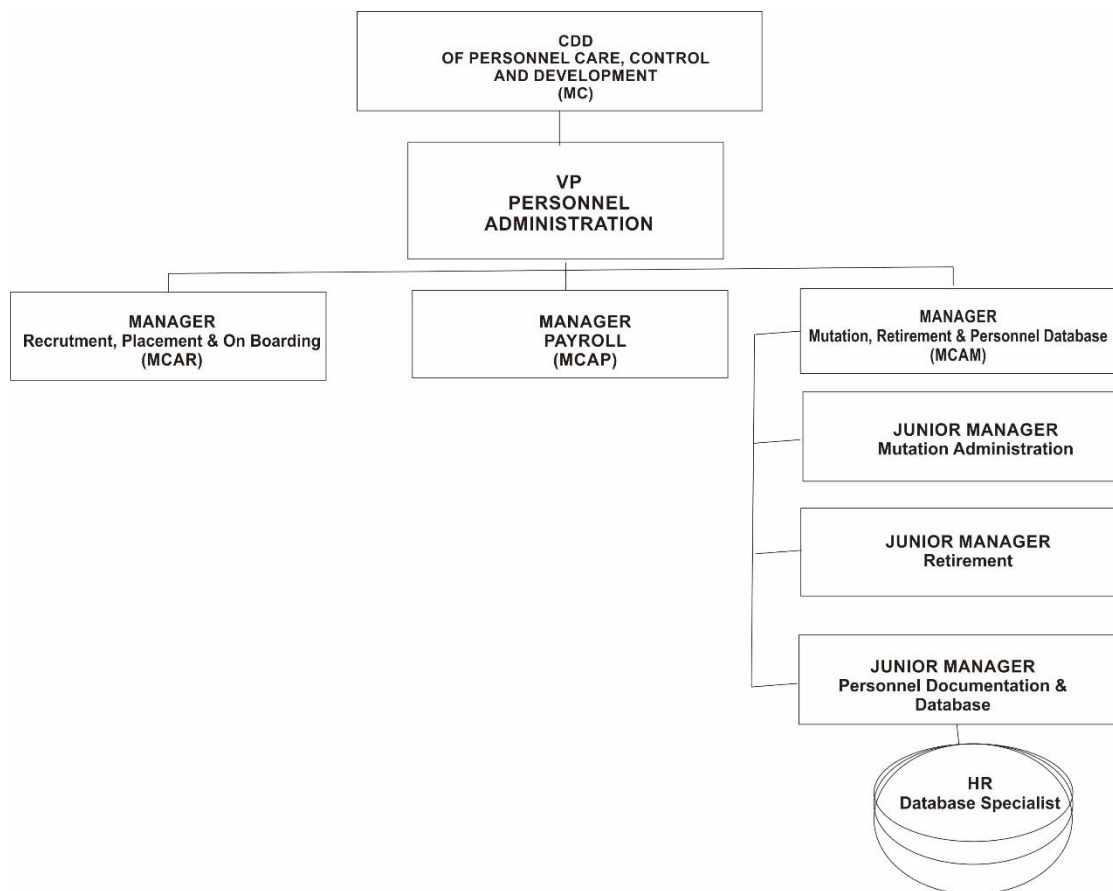 CDD
OF PERSONNEL CARE, CONTROL
AND DEVELOPMENT
(MC)
VP
PERSONNEL
ADMINISTRATION
MANAGER
Recrutment, Placement & On Boarding
(MCAR)
MANAGER
PAYROLL
(MCAP)
MANAGER
Mutation, Retirement & Personnel Database
(MCAM)
JUNIOR MANAGER
Mutation Administration
JUNIOR MANAGER
Retirement
JUNIOR MANAGER
Personnel Documentation &
Database
HR
Database Specialist